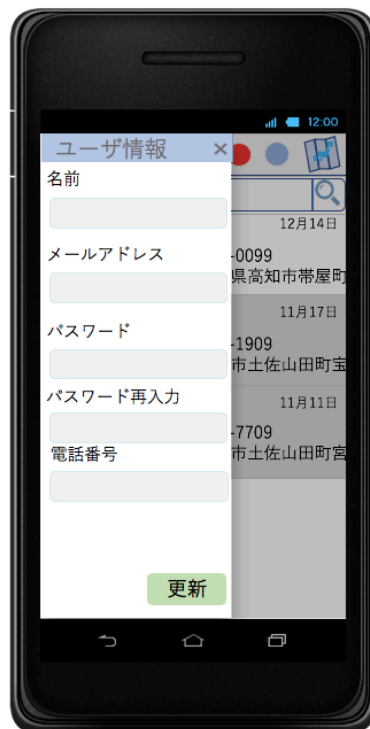 12:00
ユーザ情報 ×
名前
メールアドレス
パスワード
パスワード再入力
電話番号
更新
12月14日
-0099
県高知市帯屋町
11月17日
-1909
市土佐山田町宝
11月11日
-7709
市土佐山田町宮